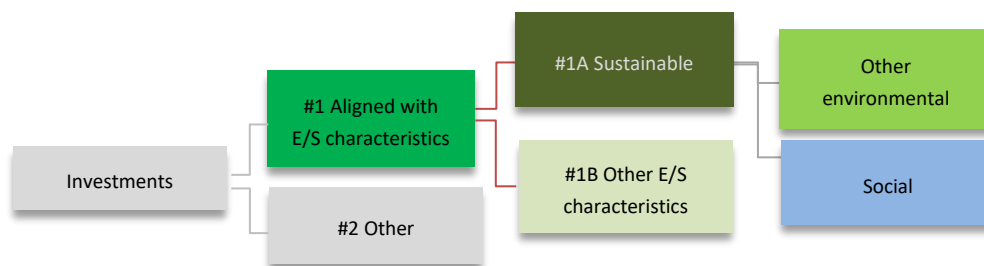 Investments
#1 Aligned with
E/S characteristics
#2 Other
#1A Sustainable
#1B Other E/S
characteristics
Other
environmental
Social